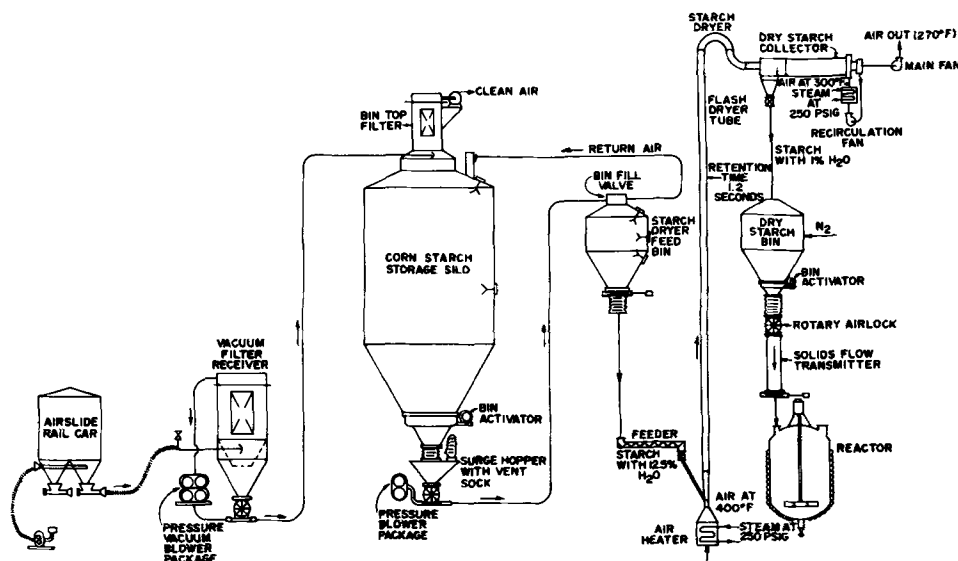 STARCH
DRYER
DRY STARCH
COLLECTOR
AIR OUT (270°F)
MAIN FAN
AIR AT 300°F
STEAM
AT
250 PSIG
RECIRCULATION
FAN
FLASH
DRYER
TUBE
STARCH
WITH 1% H2O
RETENTION
TIME
1.2
SECONDS
CLEAN AIR
BIN TOP
FILTER
RETURN AIR
BIN FILL
VALVE
STARCH
DRYER
FEED
BIN
DRY
STARCH
BIN
N2
BIN
ACTIVATOR
CORN STARCH
STORAGE SILO
ROTARY AIRLOCK
SOLIDS FLOW
TRANSMITTER
VACUUM
FILTER
RECEIVER
AIRSLIDE
RAIL CAR
BIN
ACTIVATOR
FEEDER
STARCH
WITH 12.5%
H2O
REACTOR
SURGE HOPPER
WITH VENT
SOCK
AIR AT
400°F
PRESSURE
BLOWER
PACKAGE
PRESSURE
VACUUM
BLOWER
PACKAGE
AIR
HEATER
STEAM AT
250 PSIG